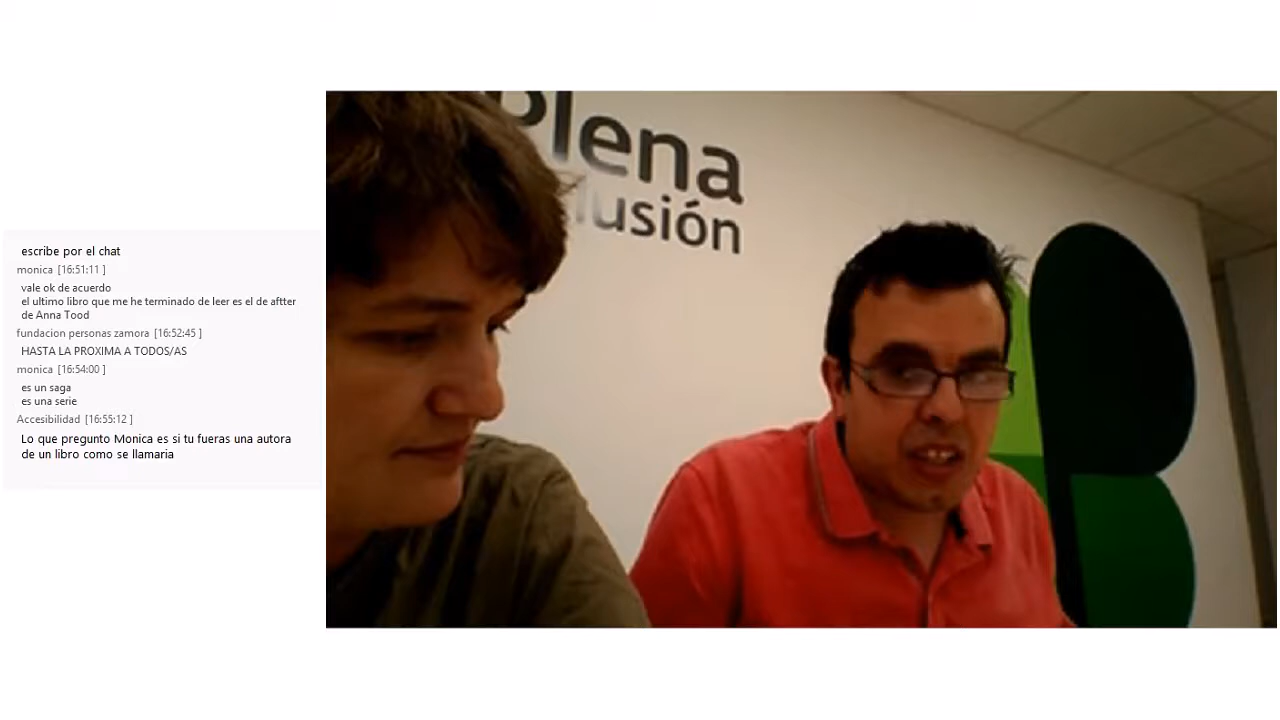 escribe por el chat
monica [16:51:11 ]
vale ok de acuerdo
el ultimo libro que me he terminado de leer es el de aftter
de Anna Tood
fundacion personas zamora [16:52:45 ]
HASTA LA PROXIMA A TODOS/AS
monica [16:54:00 ]
es un saga
es una serie
Accesibilidad [16:55:12 ]
Lo que pregunto Monica es si tu fueras una autora
de un libro como se llamaria
Plena
lusión